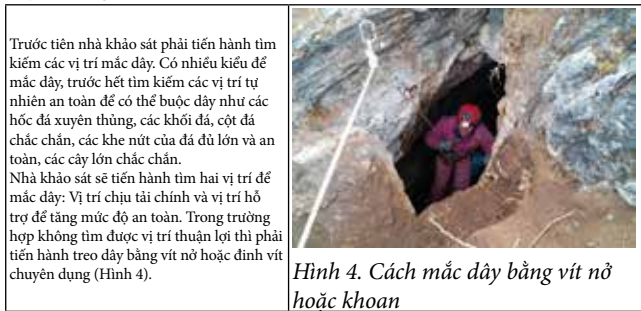 Trước tiên nhà khảo sát phải tiến hành tìm
kiếm các vị trí mắc dây. Có nhiều kiểu để
mắc dây, trước hết tìm kiếm các vị trí tự
nhiên an toàn để có thể buộc dây như các
hốc đá xuyên thủng, các khối đá, cột đá
chắc chắn, các khe nứt của đá đủ lớn và an
toàn, các cây lớn chắc chắn.
Nhà khảo sát sẽ tiến hành tìm hai vị trí để
mắc dây: Vị trí chịu tải chính và vị trí hỗ
trợ để tăng mức độ an toàn. Trong trường
hợp không tìm được vị trí thuận lợi thì phải
tiến hành treo dây bằng vít nở hoặc đinh vít
chuyên dụng (Hình 4).
Hình 4. Cách mắc dây bằng vít nở
hoặc khoan